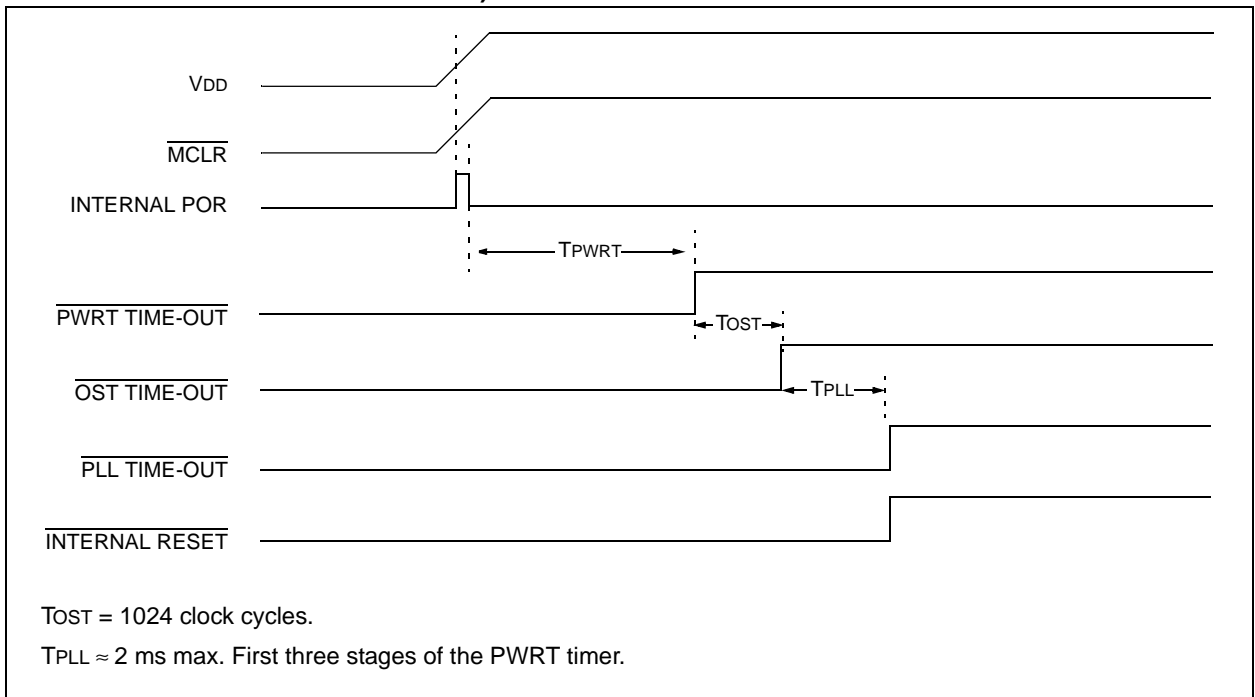 VDD
MCLR
INTERNAL POR
TPWRT
PWRT TIME-OUT
TOST
OST TIME-OUT
TPLL
PLL TIME-OUT
INTERNAL RESET
TOST = 1024 clock cycles.
TPLL ≈ 2 ms max. First three stages of the PWRT timer.